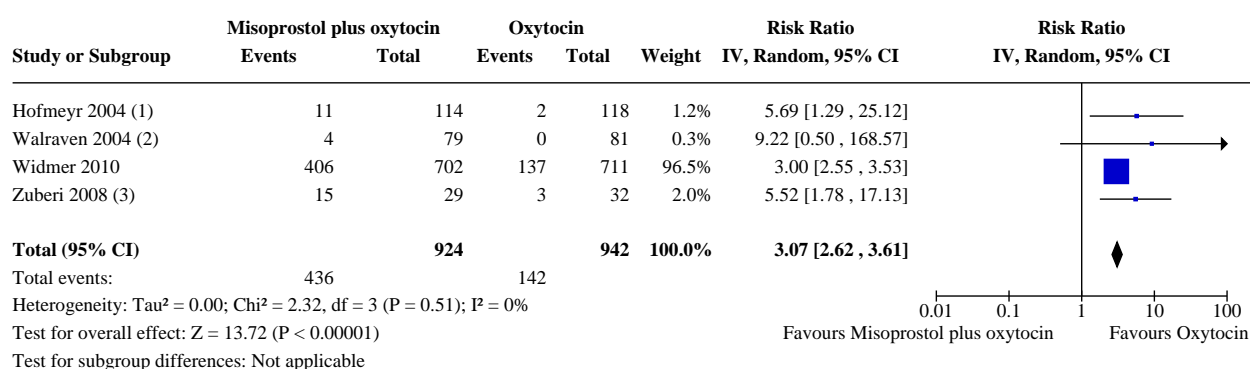 Misoprostol plus oxytocin Oxytocin Risk Ratio Risk Ratio
Study or Subgroup Events Total Events Total Weight IV, Random, 95% CI IV, Random, 95% CI
Hofmeyr 2004 (1) 11 114 2 118 1.2% 5.69 [1.29 , 25.12]
Walraven 2004 (2) 4 79 0 81 0.3% 9.22 [0.50 , 168.57]
Widmer 2010 406 702 137 711 96.5% 3.00 [2.55 , 3.53]
Zuberi 2008 (3) 15 29 3 32 2.0% 5.52 [1.78 , 17.13]
Total (95% CI) 924 942 100.0% 3.07 [2.62 , 3.61]
Total events: 436 142
Heterogeneity: Tau² = 0.00; Chi² = 2.32, df = 3 (P = 0.51); I² = 0%
0.01 0.1 1 10 100
Test for overall effect: Z = 13.72 (P < 0.00001) Favours Misoprostol plus oxytocin Favours Oxytocin
Test for subgroup differences: Not applicable